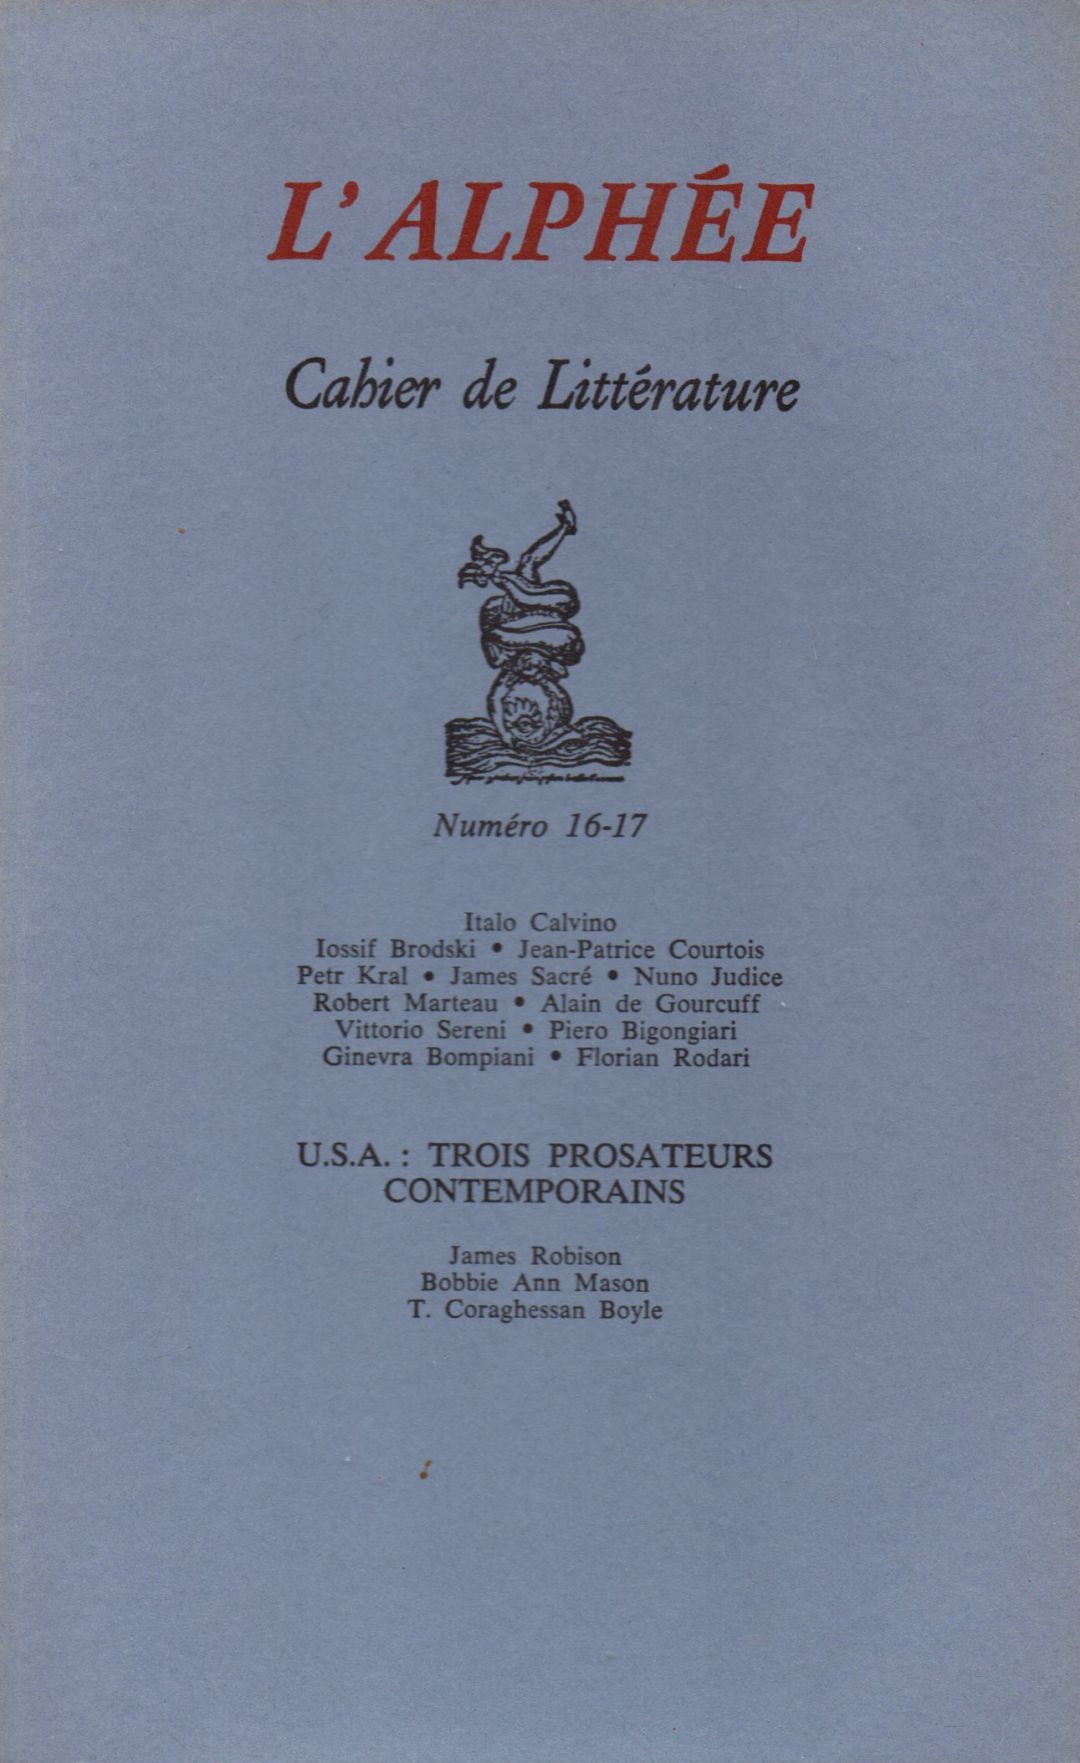 L'ALPHÉE
Cahier de Littérature
Numéro 16-17
Italo Calvino
Iossif Brodski • Jean-Patrice Courtois
Petr Kral • James Sacré • Nuno Judice
Robert Marteau • Alain de Gourcuff
Vittorio Sereni • Piero Bigongiari
Ginevra Bompiani • Florian Rodari
U.S.A. : TROIS PROSATEURS
CONTEMPORAINS
James Robison
Bobbie Ann Mason
T. Coraghessan Boyle